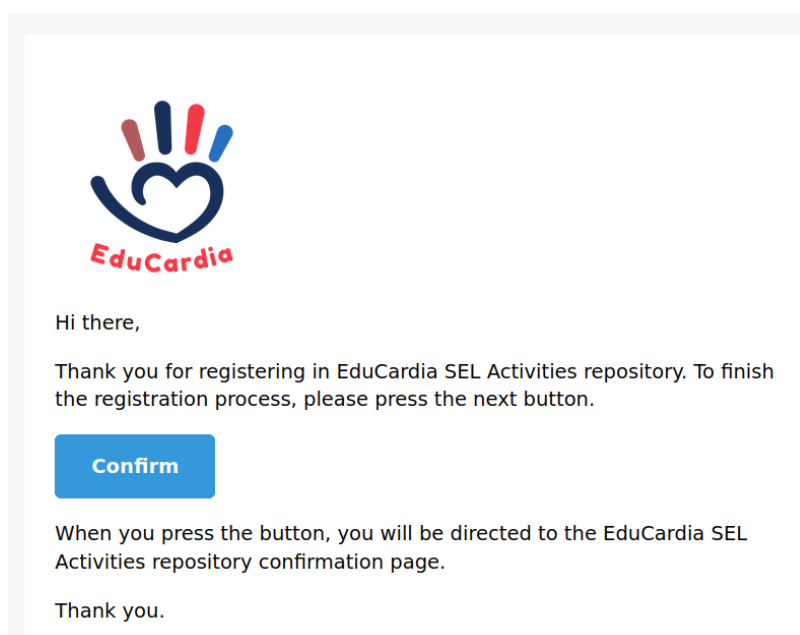 EduCardia
Hi there,
Thank you for registering in EduCardia SEL Activities repository. To finish
the registration process, please press the next button.
Confirm
When you press the button, you will be directed to the EduCardia SEL
Activities repository confirmation page.
Thank you.